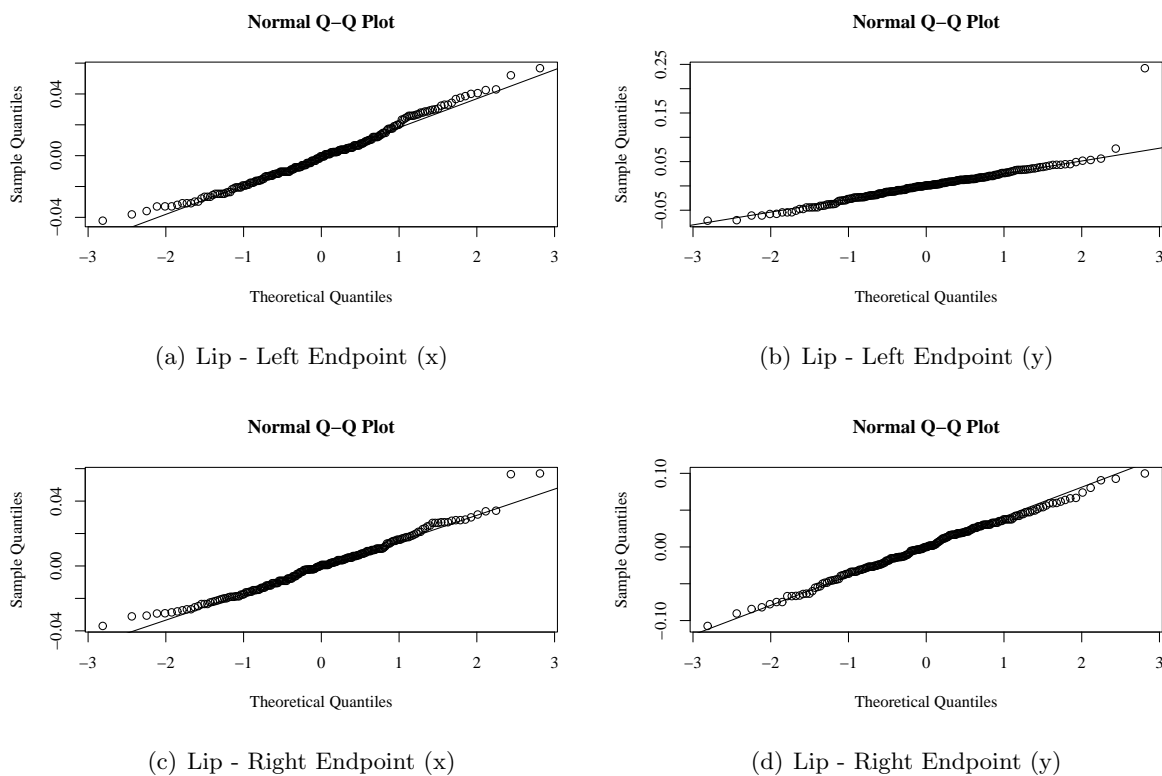 Normal Q−Q Plot
Sample Quantiles
0.04
0.00
−0.04
−3 −2 −1 0 1 2 3
Theoretical Quantiles
(a) Lip - Left Endpoint (x)
Normal Q−Q Plot
Sample Quantiles
0.25
0.15
0.05
−0.05
−3 −2 −1 0 1 2 3
Theoretical Quantiles
(b) Lip - Left Endpoint (y)
Normal Q−Q Plot
Sample Quantiles
0.04
0.00
−0.04
−3 −2 −1 0 1 2 3
Theoretical Quantiles
(c) Lip - Right Endpoint (x)
Normal Q−Q Plot
Sample Quantiles
0.10
0.00
−0.10
−3 −2 −1 0 1 2 3
Theoretical Quantiles
(d) Lip - Right Endpoint (y)